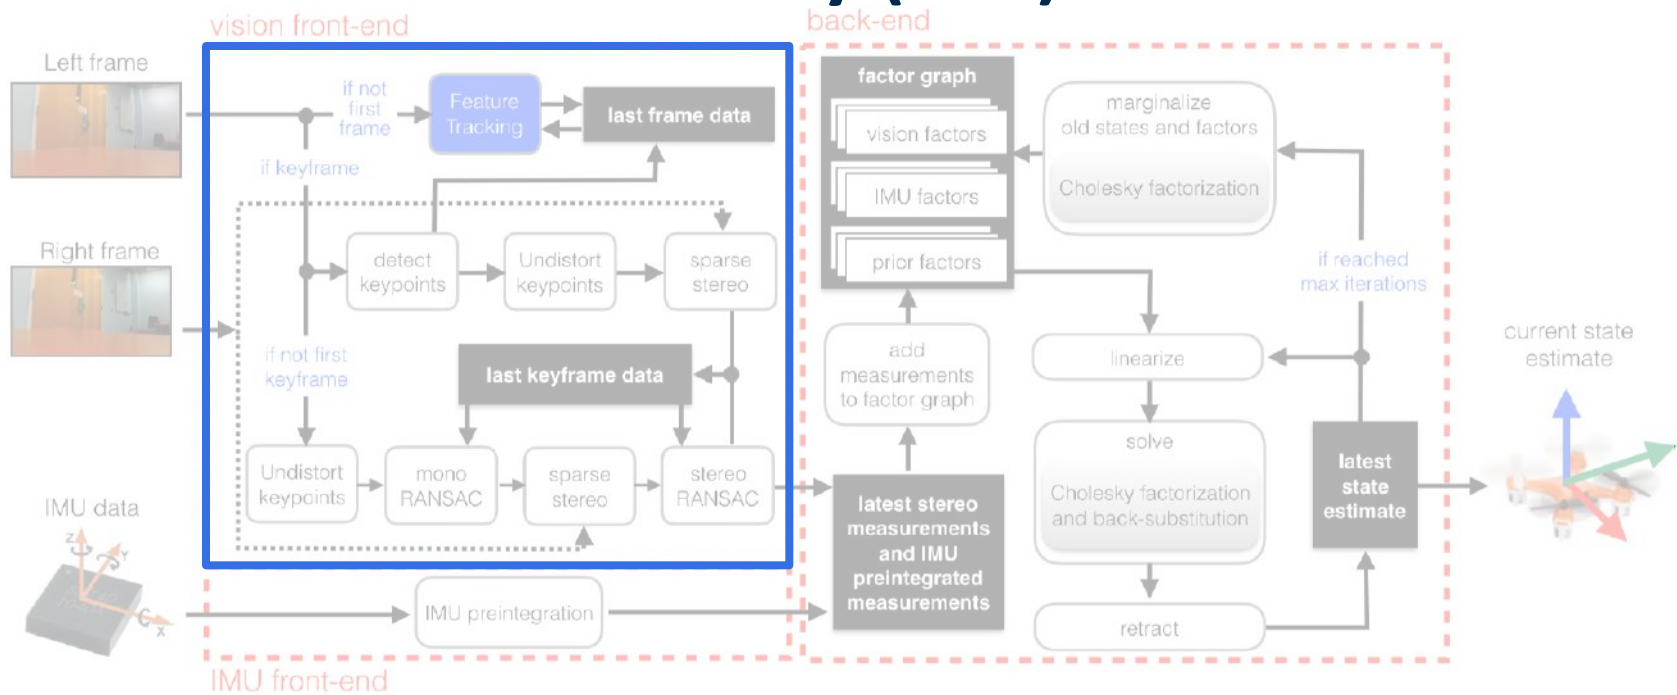 vision front-end
back-end
Left frame
if not
first
frame
Feature
Tracking
last frame data
if keyframe
Right frame
detect
keypoints
Undistort
keypoints
sparse
stereo
if not first
keyframe
last keyframe data
Undistort
keypoints
mono
RANSAC
sparse
stereo
stereo
RANSAC
IMU data
Z
Y
X
IMU preintegration
IMU front-end
factor graph
vision factors
IMU factors
prior factors
marginalize
old states and factors
Cholesky factorization
if reached
max iterations
add
measurements
to factor graph
linearize
solve
Cholesky factorization
and back-substitution
latest stereo
measurements
and IMU
preintegrated
measurements
retract
latest
state
estimate
current state
estimate